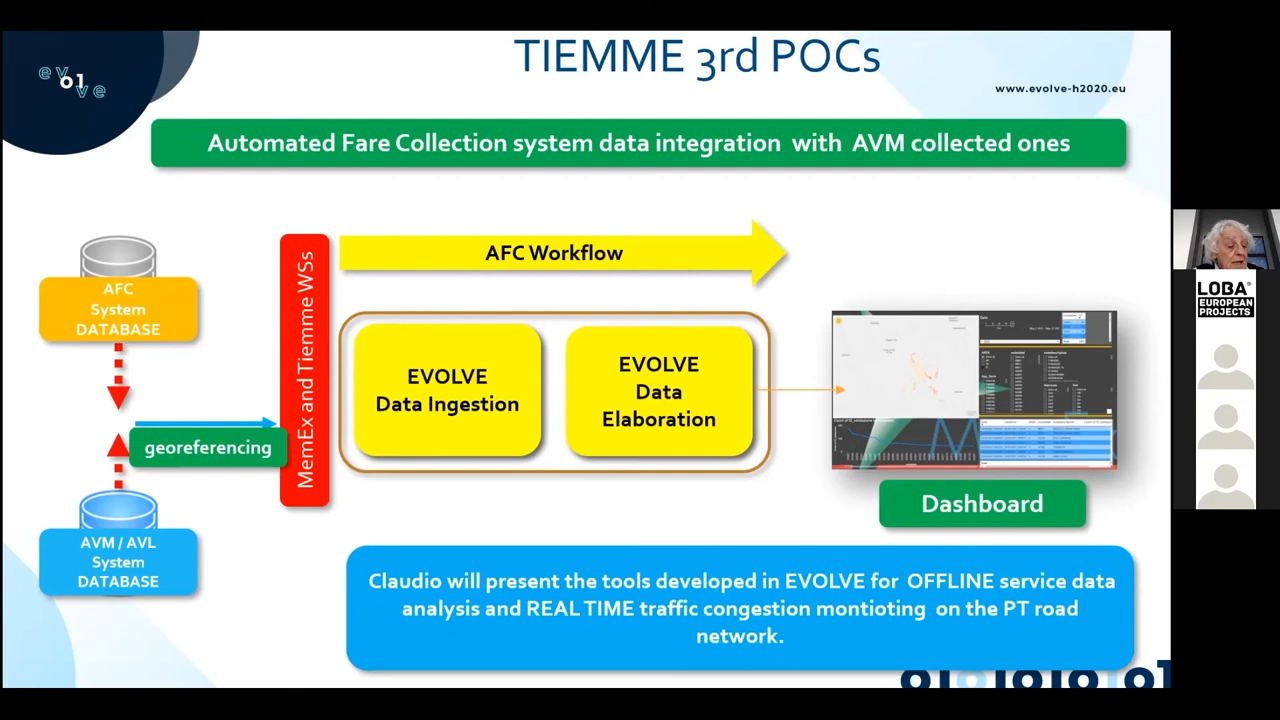 TIEMME 3rd POCs
ev
o1
ve
www.evolve-h2020.eu
Automated Fare Collection system data integration with AVM collected ones
AFC Workflow
AFC
System
DATABASE
MemEx and Tiemme WSs
EVOLVE
Data Ingestion
EVOLVE
Data
Elaboration
georeferencing
AVM / AVL
System
DATABASE
Dashboard
Claudio will present the tools developed in EVOLVE for OFFLINE service data
analysis and REAL TIME traffic congestion montioting on the PT road
network.
LOBA®
EUROPEAN
PROJECTS